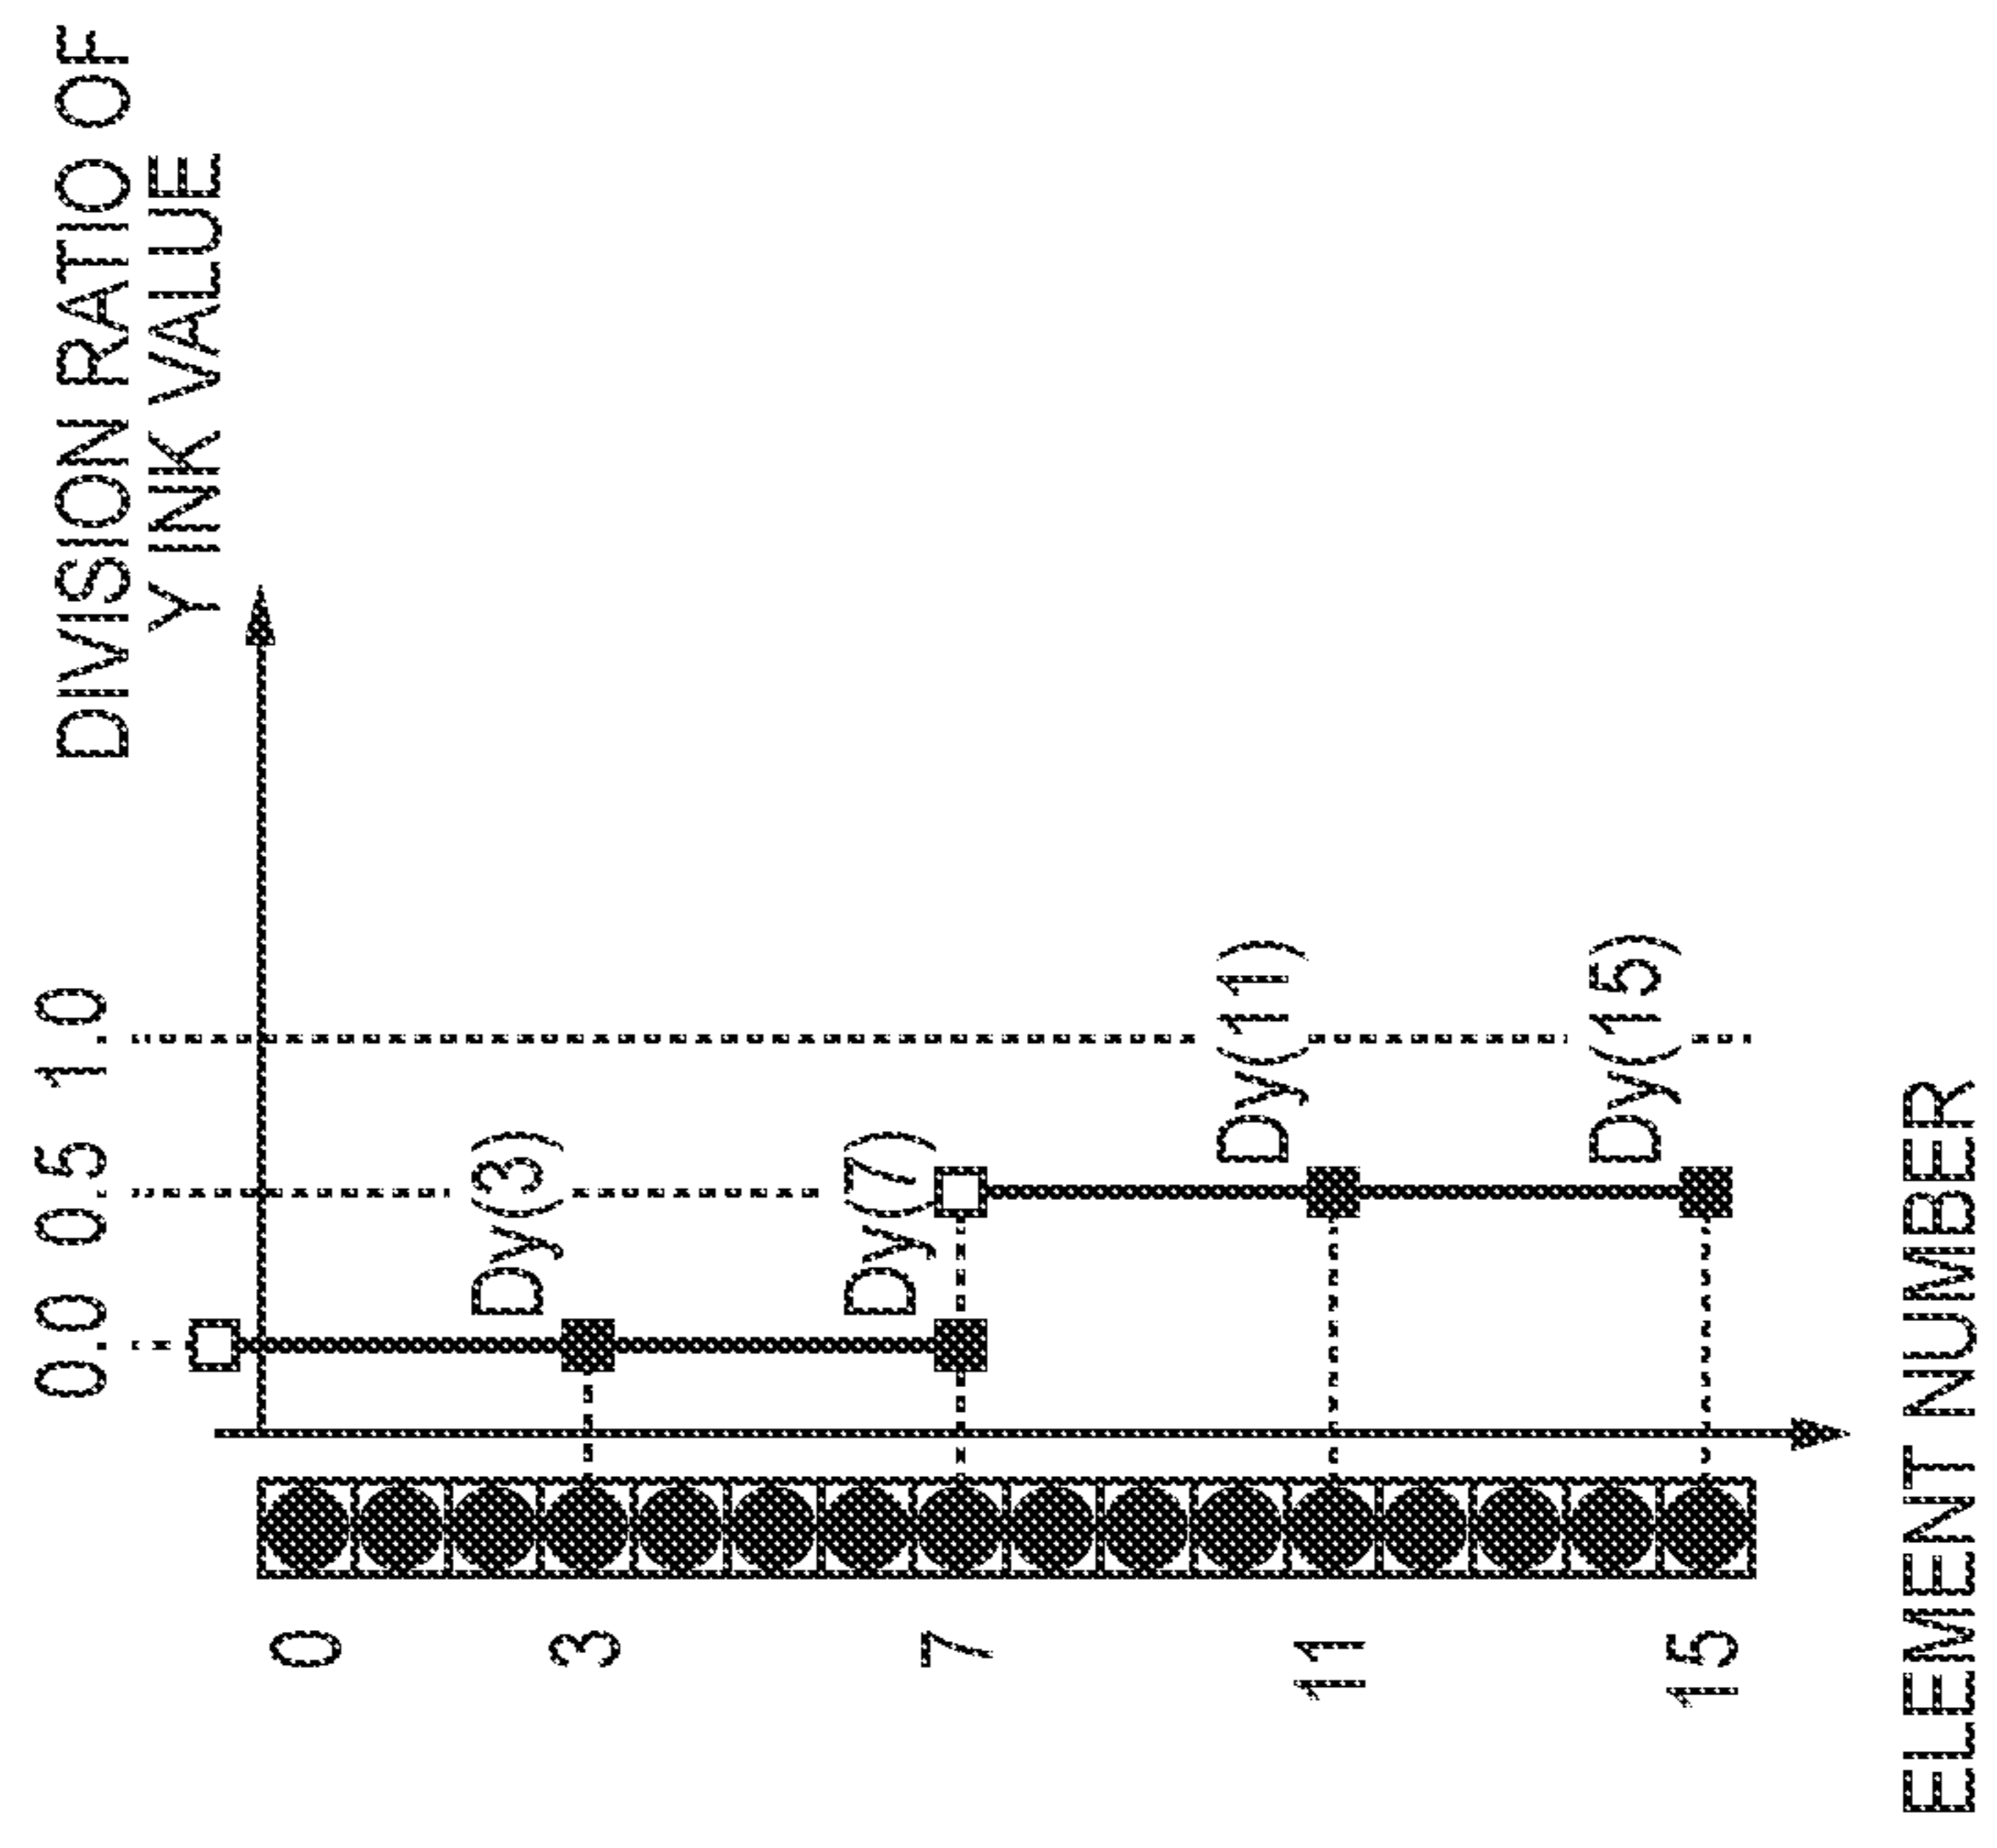 DIVISION RATIO OF
Y INK VALUE
0.0 0.5 1.0
Dy(3)
Dy(7)
Dy(11)
Dy(15)
0
3
7
11
15
ELEMENT NUMBER